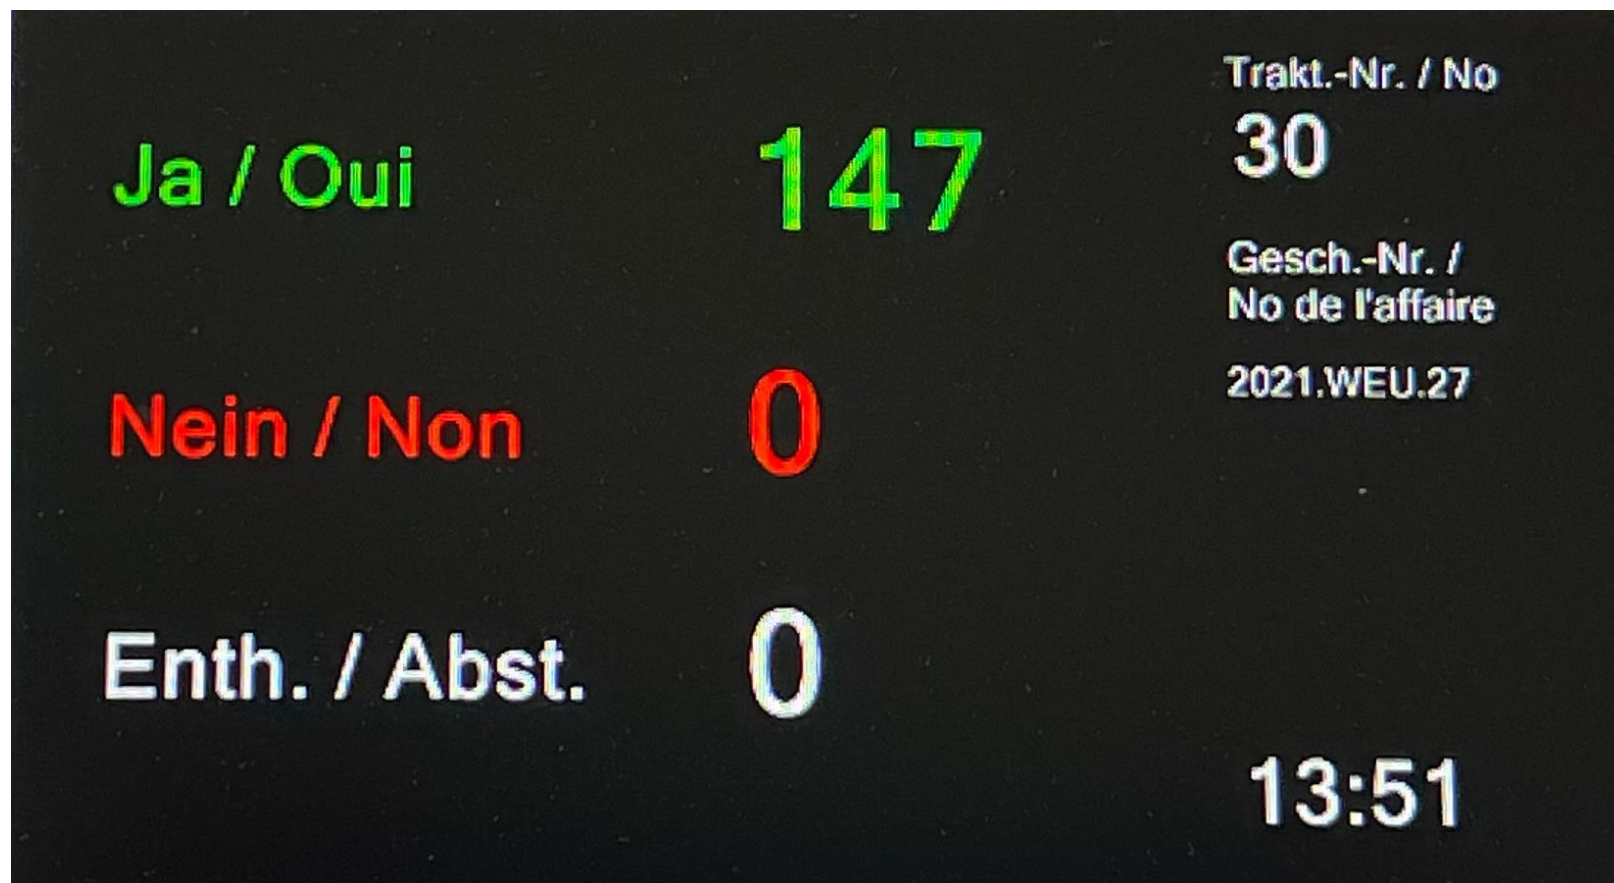 Ja / Oui 147
Nein / Non 0
Enth. / Abst. 0
Trakt.-Nr. / No
30
Gesch.-Nr. /
No de l'affaire
2021.WEU.27
13:51